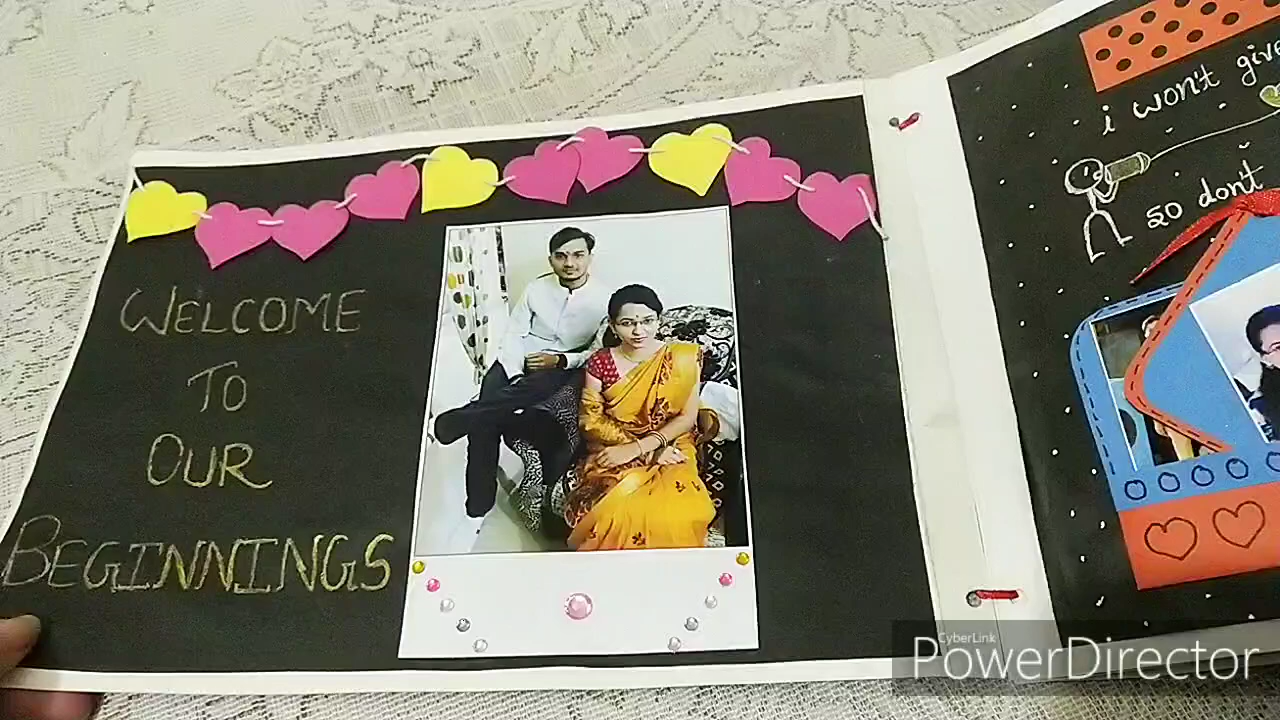 WELCOME
TO
OUR
BEGINNINGS
i won't give
so dont
CyberLink
PowerDirector